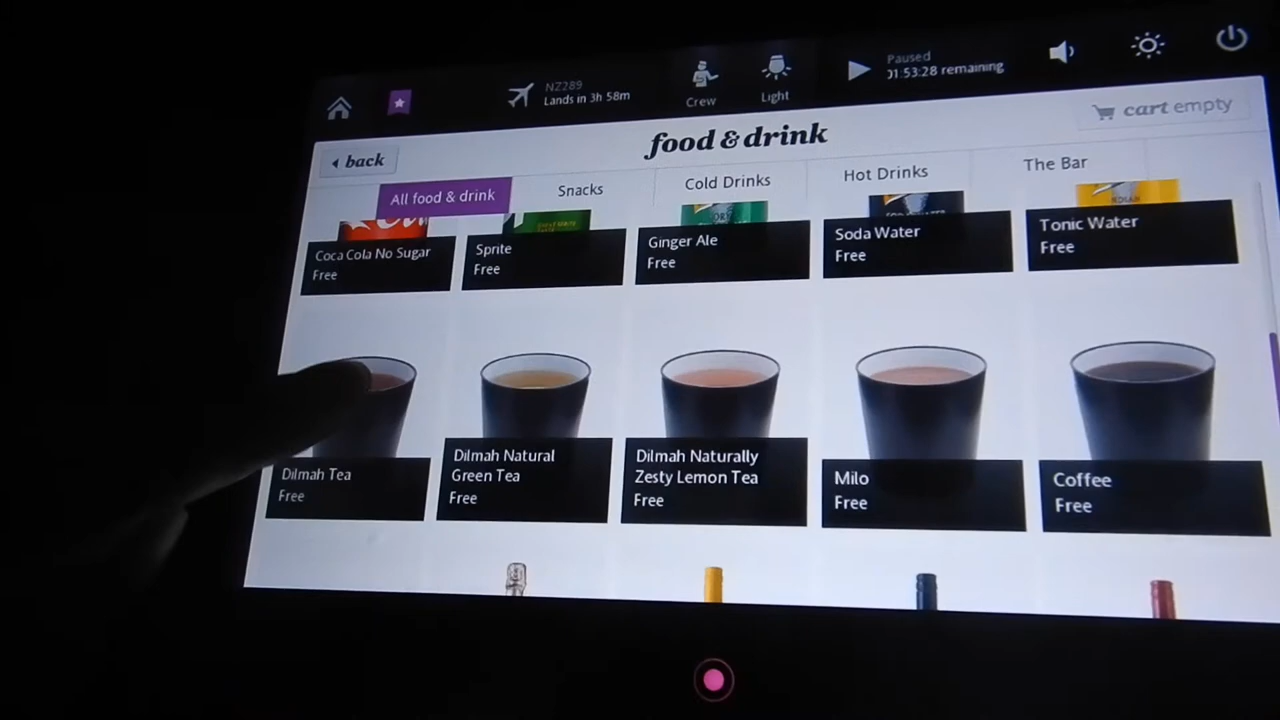 NZ289
Lands in 3h 58m
Crew
Light
Paused
01:53:28 remaining
back
food & drink
cart empty
All food & drink
Snacks
Cold Drinks
Hot Drinks
The Bar
Coca Cola No Sugar
Free
Sprite
Free
Ginger Ale
Free
Soda Water
Free
Tonic Water
Free
Dilmah Tea
Free
Dilmah Natural
Green Tea
Free
Dilmah Naturally
Zesty Lemon Tea
Free
Milo
Free
Coffee
Free